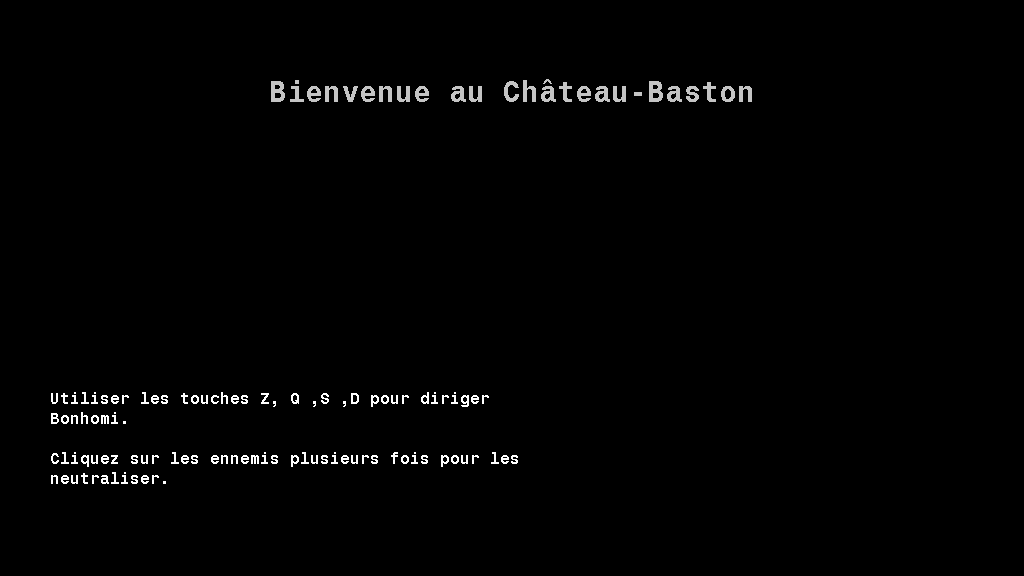 Bienvenue au Château-Baston
Utiliser les touches Z, Q ,S ,D pour diriger
Bonhomi.
Cliquez sur les ennemis plusieurs fois pour les
neutraliser.